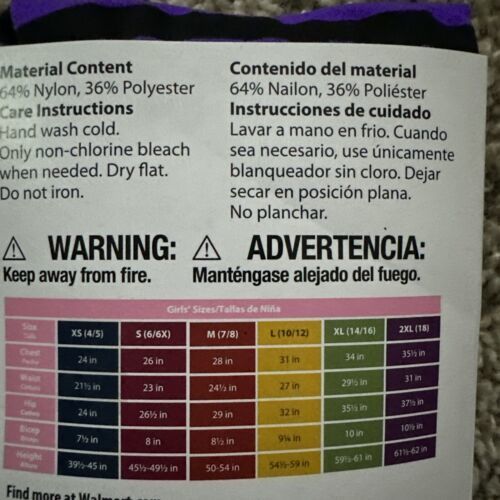 Material Content
64% Nylon, 36% Polyester
Care Instructions
Hand wash cold.
Only non-chlorine bleach
when needed. Dry flat.
Do not iron.
Contenido del material
64% Nailon, 36% Poliéster
Instrucciones de cuidado
Lavar a mano en frio. Cuando
sea necesario, use únicamente
blanqueador sin cloro. Dejar
secar en posición plana.
No planchar.
WARNING:
Keep away from fire.
ADVERTENCIA:
Manténgase alejado del fuego.
Girls' Sizes/Tallas de Niña
Size Talla XS (4/5) S (6/6X) M (7/8) L (10/12) XL (14/16) 2XL (18)
Chest Pecho 24 in 26 in 28 in 31 in 34 in 35½ in
Waist Cintura 21½ in 23 in 24½ in 27 in 29½ in 31 in
Hip Cadera 24 in 26½ in 29 in 32 in 35½ in 37½ in
Bicep 7½ in 8 in 8½ in 9¼ in 10 in 10½ in
Height Altura 39½-45 in 45½-49½ in 50-54 in 54½-59 in 59½-61 in 61½-62 in
Find more at